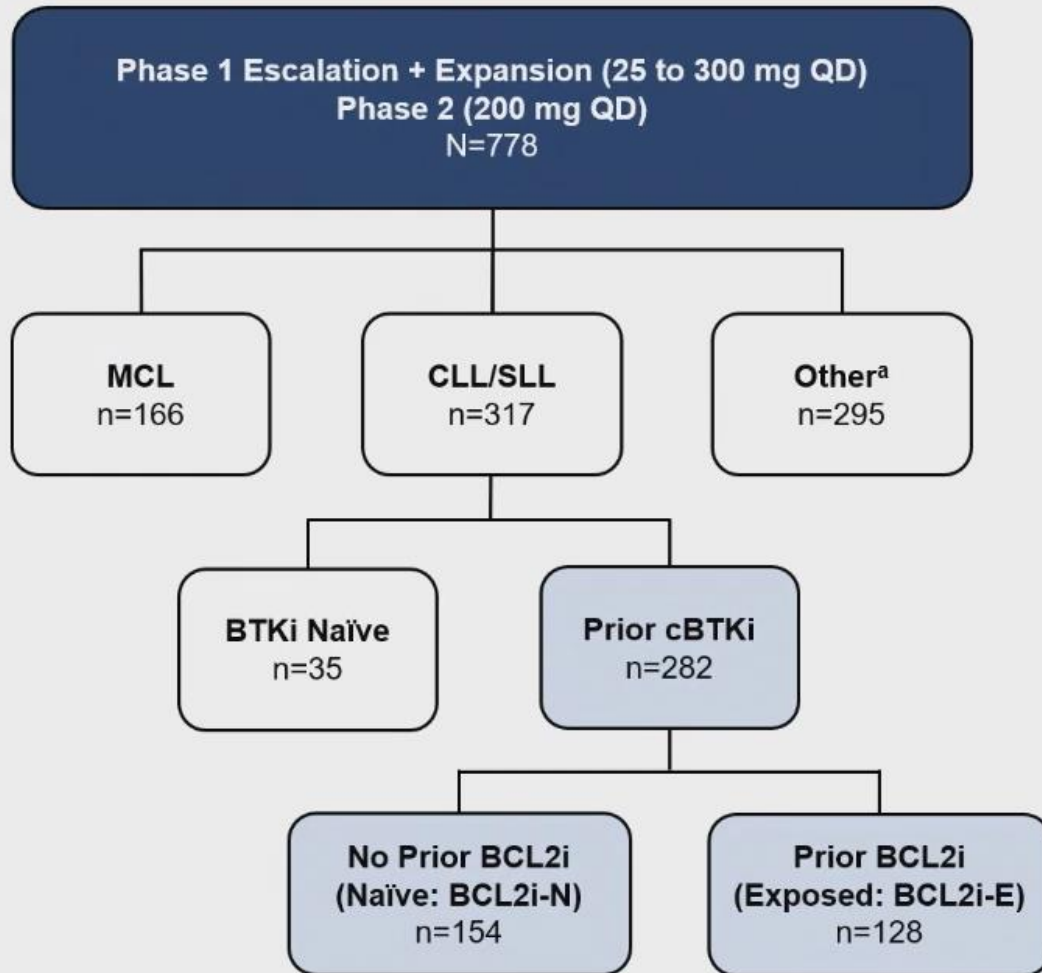 Phase 1 Escalation + Expansion (25 to 300 mg QD)
Phase 2 (200 mg QD)
N=778
MCL
n=166
CLL/SLL
n=317
Otherᵃ
n=295
BTKi Naïve
n=35
Prior cBTKi
n=282
No Prior BCL2i
(Naïve: BCL2i-N)
n=154
Prior BCL2i
(Exposed: BCL2i-E)
n=128